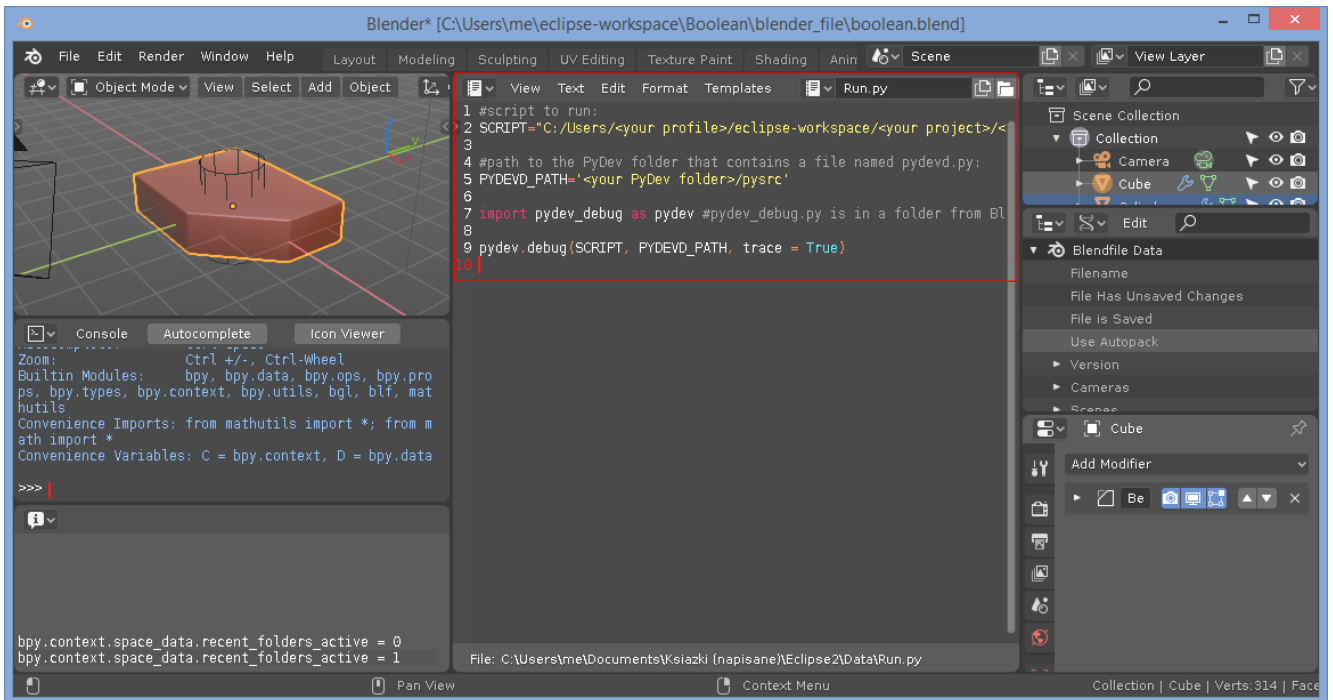 Blender* [C:\Users\me\eclipse-workspace\Boolean\blender_file\boolean.blend]
File Edit Render Window Help Layout Modeling Sculpting UV Editing Texture Paint Shading Anin Scene View Layer
Object Mode View Select Add Object
View Text Edit Format Templates Run.py
1 #script to run:
2 SCRIPT="C:/Users/<your profile>/eclipse-workspace/<your project>/<
3
4 #path to the PyDev folder that contains a file named pydevd.py:
5 PYDEVD_PATH='<your PyDev folder>/pysrc'
6
7 import pydev_debug as pydev #pydev_debug.py is in a folder from Bl
8
9 pydev.debug(SCRIPT, PYDEVD_PATH, trace = True)
10
File: C:\Users\me\Documents\Ksiazki (napisane)\Eclipse2\Data\Run.py
Y
Console Autocomplete Icon Viewer
Zoom: Ctrl +/-, Ctrl-Wheel
Builtin Modules: bpy, bpy.data, bpy.ops, bpy.pro
ps, bpy.types, bpy.context, bpy.utils, bgl, blf, mat
hutils
Convenience Imports: from mathutils import *; from m
ath import *
Convenience Variables: C = bpy.context, D = bpy.data
>>>
bpy.context.space_data.recent_folders_active = 0
bpy.context.space_data.recent_folders_active = 1
Scene Collection
Collection
Camera
Cube
Edit
Blendfile Data
Filename
File Has Unsaved Changes
File is Saved
Use Autopack
Version
Cameras
Scenes
Cube
Add Modifier
Be
Pan View Context Menu Collection | Cube | Verts:314 | Face